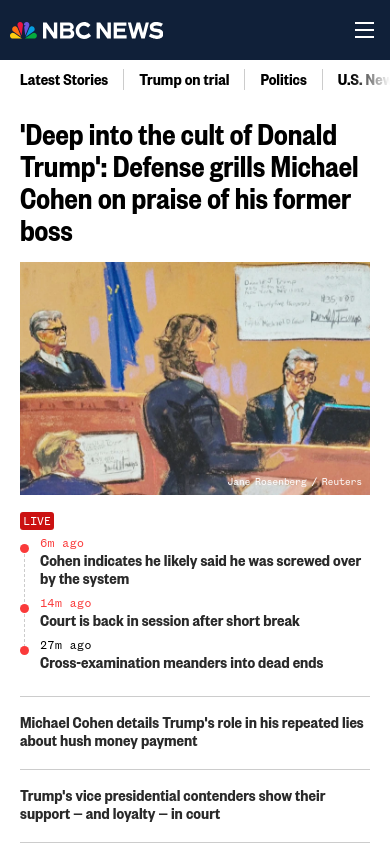 NBC NEWS
Latest Stories
Trump on trial
Politics
U.S. New
'Deep into the cult of Donald
Trump': Defense grills Michael
Cohen on praise of his former
boss
Donald J Trump
$35,000
Jane Rosenberg / Reuters
LIVE
6m ago
Cohen indicates he likely said he was screwed over
by the system
14m ago
Court is back in session after short break
27m ago
Cross-examination meanders into dead ends
Michael Cohen details Trump's role in his repeated lies
about hush money payment
Trump's vice presidential contenders show their
support – and loyalty – in court